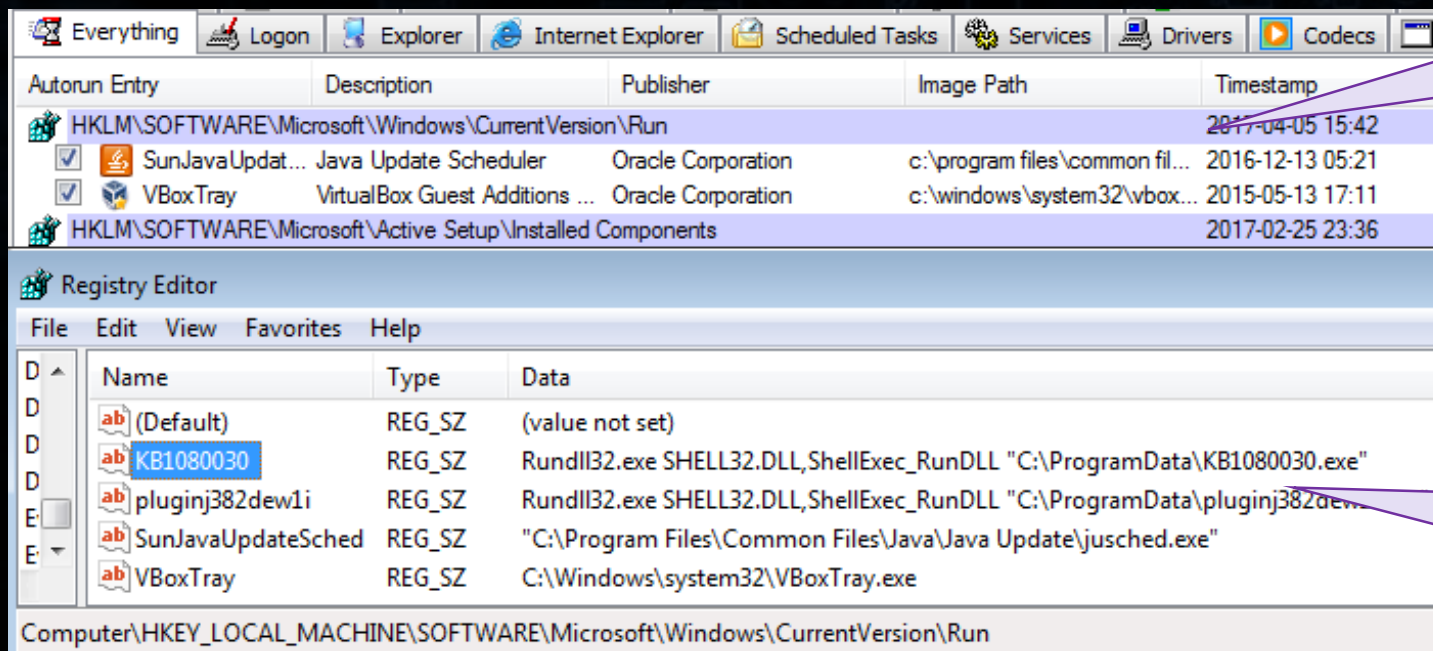 Everything Logon Explorer Internet Explorer Scheduled Tasks Services Drivers Codecs
Autorun Entry Description Publisher Image Path Timestamp
HKLM\SOFTWARE\Microsoft\Windows\CurrentVersion\Run 2017-04-05 15:42
SunJavaUpdat... Java Update Scheduler Oracle Corporation c:\program files\common fil... 2016-12-13 05:21
VBoxTray VirtualBox Guest Additions ... Oracle Corporation c:\windows\system32\vbox... 2015-05-13 17:11
HKLM\SOFTWARE\Microsoft\Active Setup\Installed Components 2017-02-25 23:36
Registry Editor
File Edit View Favorites Help
Name Type Data
(Default) REG_SZ (value not set)
KB1080030 REG_SZ Rundll32.exe SHELL32.DLL,ShellExec_RunDLL "C:\ProgramData\KB1080030.exe"
pluginj382dew1i REG_SZ Rundll32.exe SHELL32.DLL,ShellExec_RunDLL
SunJavaUpdateSched REG_SZ "C:\Program Files\Common Files\Java\Java Update\jusched.exe"
VBoxTray REG_SZ C:\Windows\system32\VBoxTray.exe
Computer\HKEY_LOCAL_MACHINE\SOFTWARE\Microsoft\Windows\CurrentVersion\Run